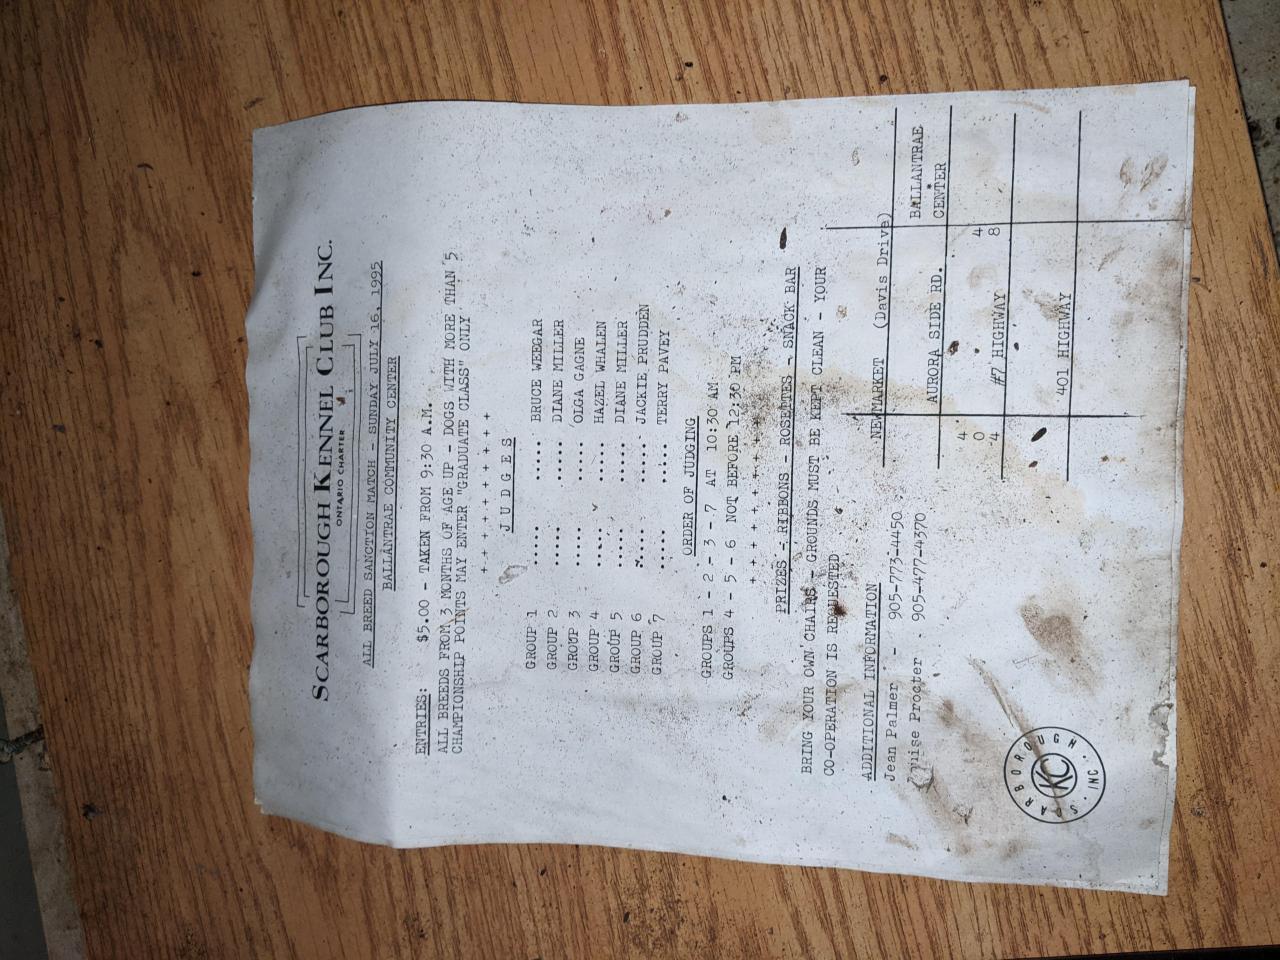 SCARBOROUGH KENNEL CLUB INC.
ONTARIO CHARTER
ALL BREED SANCTION MATCH - SUNDAY JULY 16, 1995
BALLANTRAE COMMUNITY CENTER
ENTRIES: $5.00 - TAKEN FROM 9:30 A.M.
ALL BREEDS FROM 3 MONTHS OF AGE UP - DOGS WITH MORE THAN 5
CHAMPIONSHIP POINTS MAY ENTER "GRADUATE CLASS" ONLY
+ + + + + + + + + + + +
J U D G E S
GROUP 1 ..... ..... BRUCE WEEGAR
GROUP 2 ..... ..... DIANE MILLER
GROUP 3 ..... ..... OLGA GAGNE
GROUP 4 ..... ..... HAZEL WHALEN
GROUP 5 ..... ..... DIANE MILLER
GROUP 6 ..... ..... JACKIE PRUDDEN
GROUP 7 ..... ..... TERRY PAVEY
ORDER OF JUDGING
GROUPS 1 - 2 - 3 - 7 AT 10:30 AM
GROUPS 4 - 5 - 6 NOT BEFORE 12:30 PM
+ + + + + + + + + + + +
PRIZES - RIBBONS - ROSETTES - SNACK BAR
BRING YOUR OWN CHAIRS - GROUNDS MUST BE KEPT CLEAN - YOUR
CO-OPERATION IS REQUESTED
ADDITIONAL INFORMATION
Jean Palmer - 905-773-4450
Procter - 905-477-4370
NEWMARKET (Davis Drive)
BALLANTRAE
CENTER
AURORA SIDE RD.
404
48
#7 HIGHWAY
401 HIGHWAY
SCARBOROUGH KC INC.